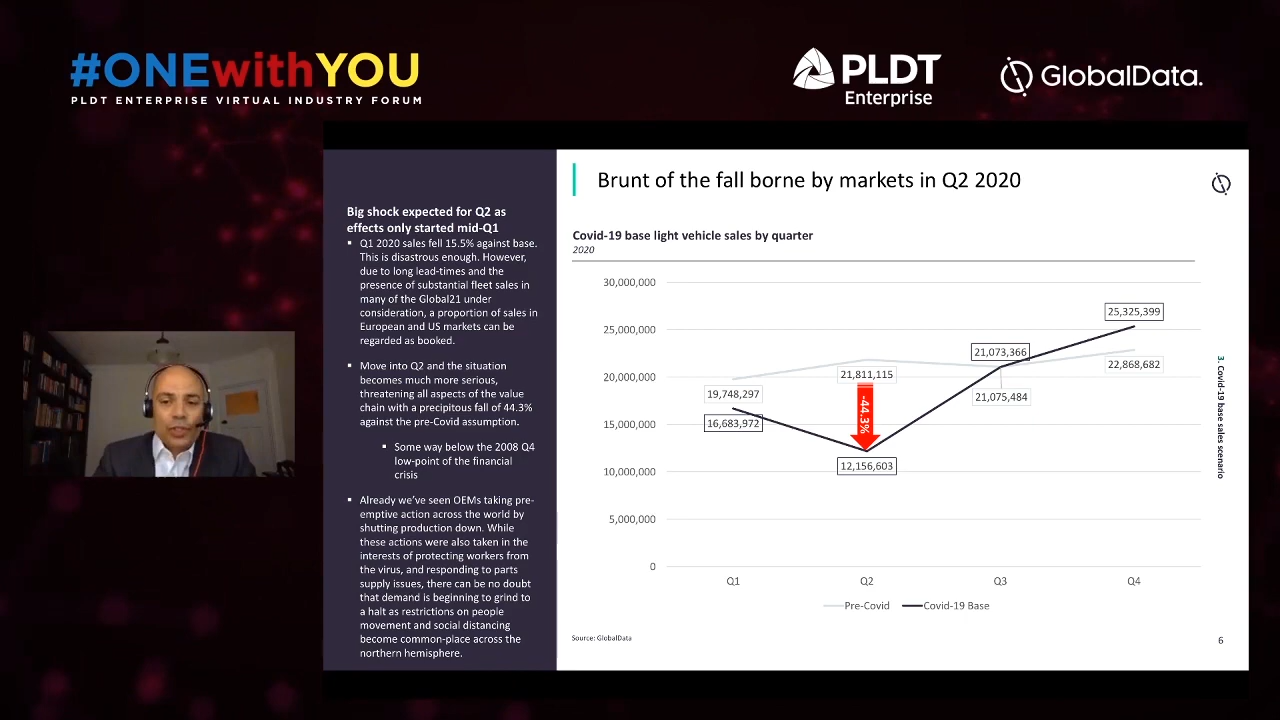 #ONEwithYOU
PLDT ENTERPRISE VIRTUAL INDUSTRY FORUM
PLDT
Enterprise
GlobalData.
Big shock expected for Q2 as
effects only started mid-Q1
▪ Q1 2020 sales fell 15.5% against base.
This is disastrous enough. However,
due to long lead-times and the
presence of substantial fleet sales in
many of the Global21 under
consideration, a proportion of sales in
European and US markets can be
regarded as booked.
▪ Move into Q2 and the situation
becomes much more serious,
threatening all aspects of the value
chain with a precipitous fall of 44.3%
against the pre-Covid assumption.
▪ Some way below the 2008 Q4
low-point of the financial
crisis
▪ Already we've seen OEMs taking pre-
emptive action across the world by
shutting production down. While
these actions were also taken in the
interests of protecting workers from
the virus, and responding to parts
supply issues, there can be no doubt
that demand is beginning to grind to
a halt as restrictions on people
movement and social distancing
become common-place across the
northern hemisphere.
Brunt of the fall borne by markets in Q2 2020
Covid-19 base light vehicle sales by quarter
2020
30,000,000
25,000,000
20,000,000
15,000,000
10,000,000
5,000,000
0
19,748,297
16,683,972
21,811,115
-44.3%
12,156,603
21,073,366
21,075,484
25,325,399
22,868,682
Q1 Q2 Q3 Q4
Pre-Covid Covid-19 Base
3. Covid-19 base sales scenario
Source: GlobalData
6